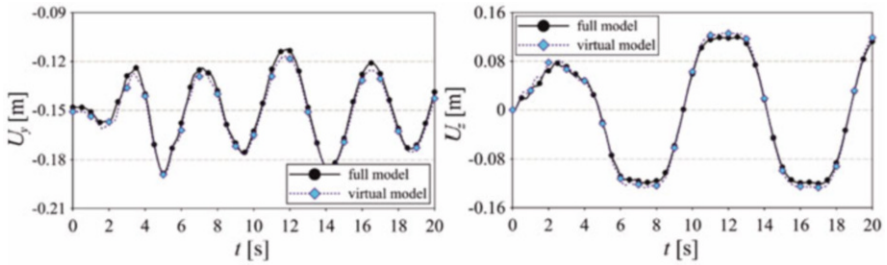 -0.09
-0.12
-0.15
-0.18
-0.21
U_y [m]
full model
virtual model
0 2 4 6 8 10 12 14 16 18 20
t [s]
0.16
0.08
0
-0.08
-0.16
U_z [m]
full model
virtual model
0 2 4 6 8 10 12 14 16 18 20
t [s]